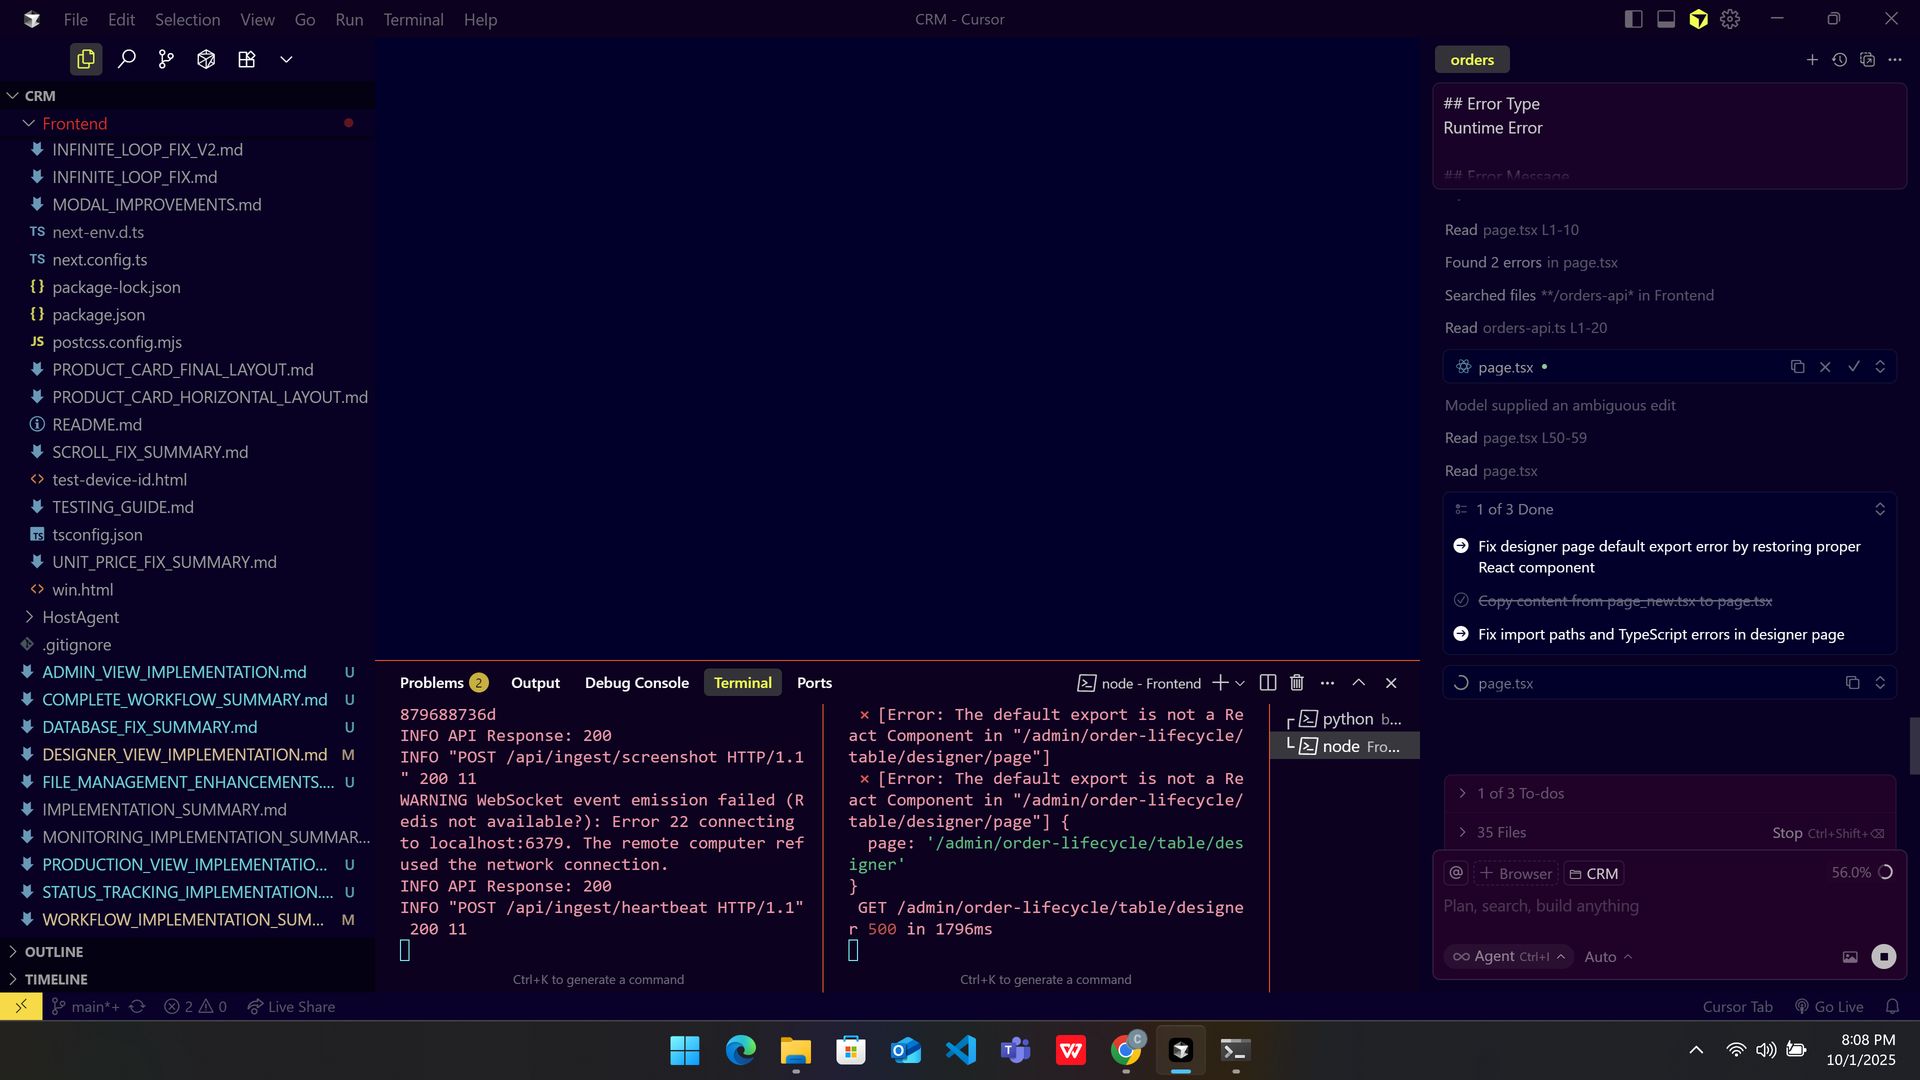 File Edit Selection View Go Run Terminal Help
CRM - Cursor
CRM
Frontend
INFINITE_LOOP_FIX_V2.md
INFINITE_LOOP_FIX.md
MODAL_IMPROVEMENTS.md
TS next-env.d.ts
TS next.config.ts
{} package-lock.json
{} package.json
JS postcss.config.mjs
PRODUCT_CARD_FINAL_LAYOUT.md
PRODUCT_CARD_HORIZONTAL_LAYOUT.md
README.md
SCROLL_FIX_SUMMARY.md
<> test-device-id.html
TESTING_GUIDE.md
TS tsconfig.json
UNIT_PRICE_FIX_SUMMARY.md
<> win.html
HostAgent
.gitignore
ADMIN_VIEW_IMPLEMENTATION.md U
COMPLETE_WORKFLOW_SUMMARY.md U
DATABASE_FIX_SUMMARY.md U
DESIGNER_VIEW_IMPLEMENTATION.md M
FILE_MANAGEMENT_ENHANCEMENTS.... U
IMPLEMENTATION_SUMMARY.md
MONITORING_IMPLEMENTATION_SUMMAR...
PRODUCTION_VIEW_IMPLEMENTATIO... U
STATUS_TRACKING_IMPLEMENTATION.... U
WORKFLOW_IMPLEMENTATION_SUM... M
OUTLINE
TIMELINE
Problems 2 Output Debug Console Terminal Ports
node - Frontend
879688736d
INFO API Response: 200
INFO "POST /api/ingest/screenshot HTTP/1.1
" 200 11
WARNING WebSocket event emission failed (R
edis not available?): Error 22 connecting
to localhost:6379. The remote computer ref
used the network connection.
INFO API Response: 200
INFO "POST /api/ingest/heartbeat HTTP/1.1"
200 11
Ctrl+K to generate a command
× [Error: The default export is not a Re
act Component in "/admin/order-lifecycle/
table/designer/page"]
× [Error: The default export is not a Re
act Component in "/admin/order-lifecycle/
table/designer/page"] {
page: '/admin/order-lifecycle/table/des
igner'
}
GET /admin/order-lifecycle/table/designe
r 500 in 1796ms
Ctrl+K to generate a command
python b...
node Fro...
orders
## Error Type
Runtime Error
## Error Message
Read page.tsx L1-10
Found 2 errors in page.tsx
Searched files **/orders-api* in Frontend
Read orders-api.ts L1-20
page.tsx
Model supplied an ambiguous edit
Read page.tsx L50-59
Read page.tsx
1 of 3 Done
Fix designer page default export error by restoring proper
React component
Copy content from page_new.tsx to page.tsx
Fix import paths and TypeScript errors in designer page
page.tsx
1 of 3 To-dos
35 Files
Stop Ctrl+Shift+⌫
@ + Browser CRM
56.0%
Plan, search, build anything
∞ Agent Ctrl+I Auto
main*+ 2 0 Live Share
Cursor Tab Go Live
C
8:08 PM
10/1/2025